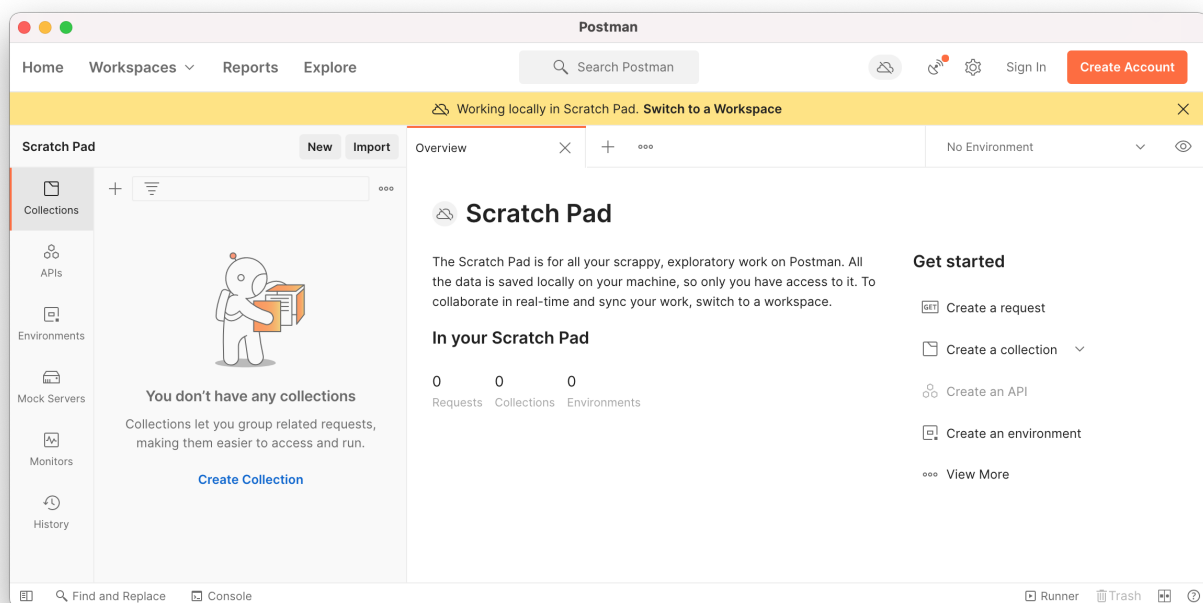 Postman
Home Workspaces Reports Explore Search Postman Sign In Create Account
Working locally in Scratch Pad. Switch to a Workspace
Scratch Pad New Import
Overview
No Environment
Collections
APIs
Environments
Mock Servers
Monitors
History
You don’t have any collections
Collections let you group related requests,
making them easier to access and run.
Create Collection
Scratch Pad
The Scratch Pad is for all your scrappy, exploratory work on Postman. All
the data is saved locally on your machine, so only you have access to it. To
collaborate in real-time and sync your work, switch to a workspace.
In your Scratch Pad
0 0 0
Requests Collections Environments
Get started
GET Create a request
Create a collection
Create an API
Create an environment
View More
Find and Replace Console Runner Trash